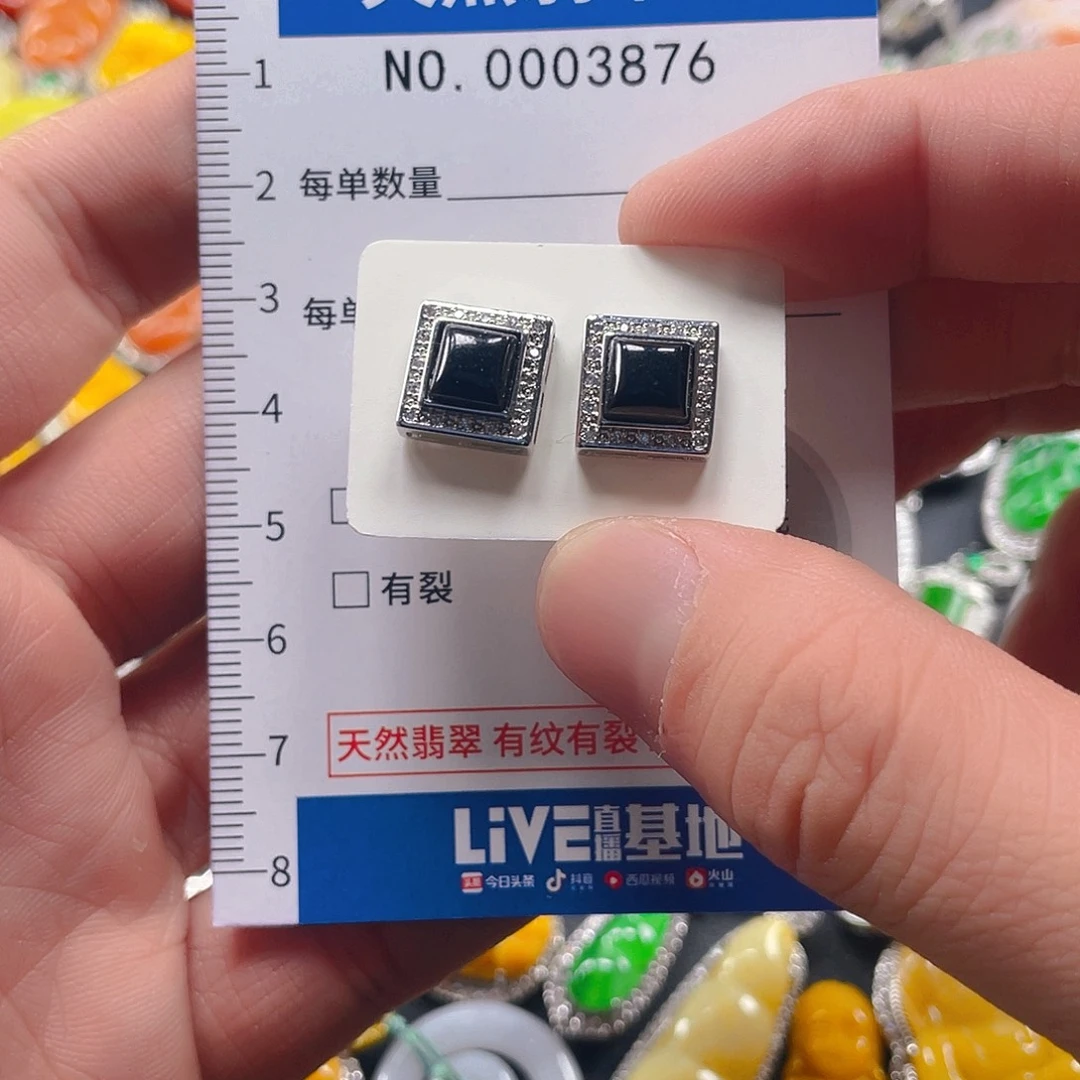 NO. 0003876
1
每单数量
2
3
每单
4
5
有裂
6
天然翡翠 有纹有裂
7
LiVE直播基地
今日头条 抖音 西瓜视频 火山
8